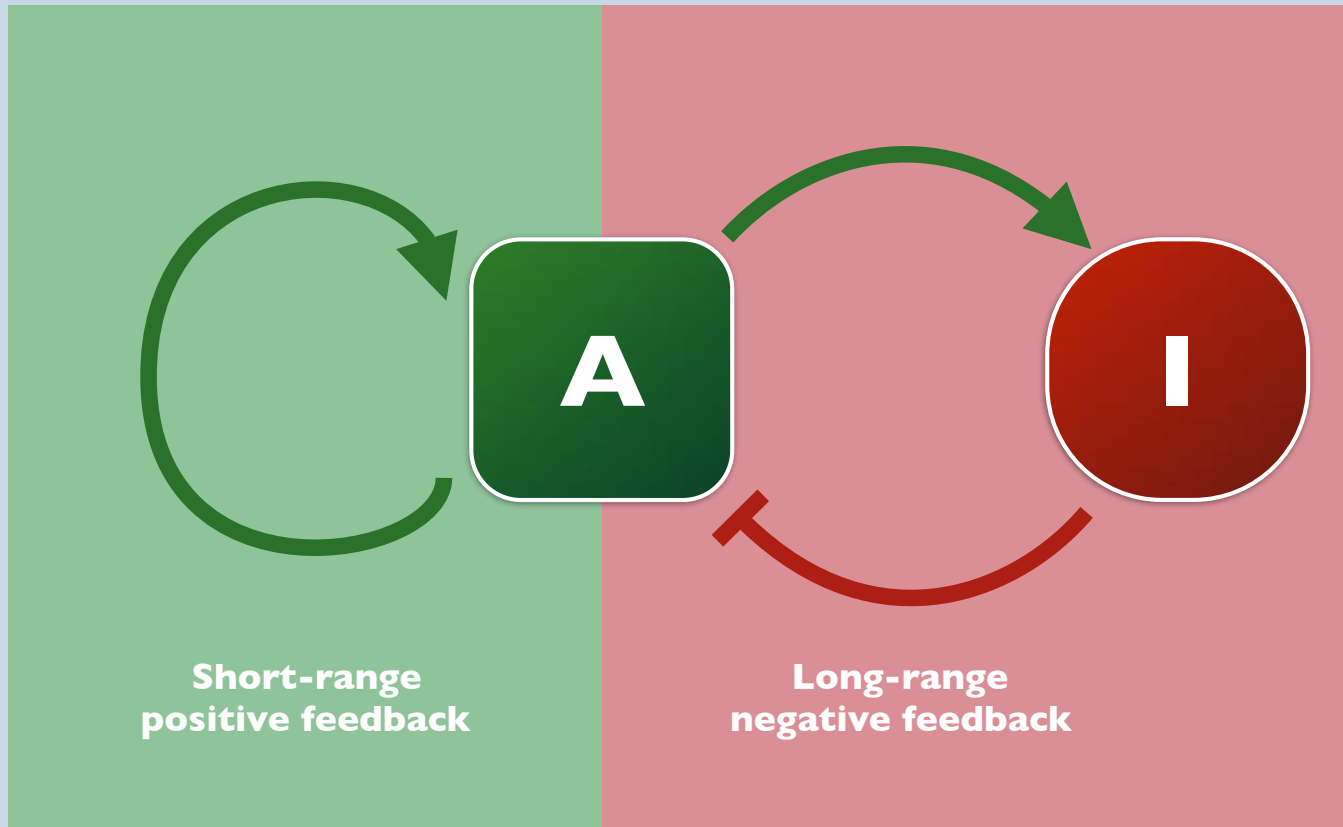 A
I
Short-range
positive feedback
Long-range
negative feedback